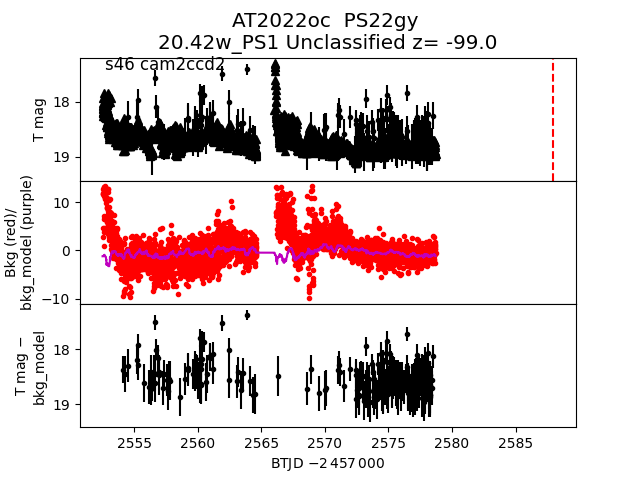 AT2022oc  PS22gy
20.42w_PS1 Unclassified z= -99.0
s46 cam2ccd2
T mag
18
19
Bkg (red)/
bkg_model (purple)
10
0
−10
T mag −
bkg_model
18
19
2555 2560 2565 2570 2575 2580 2585
BTJD −2 457 000